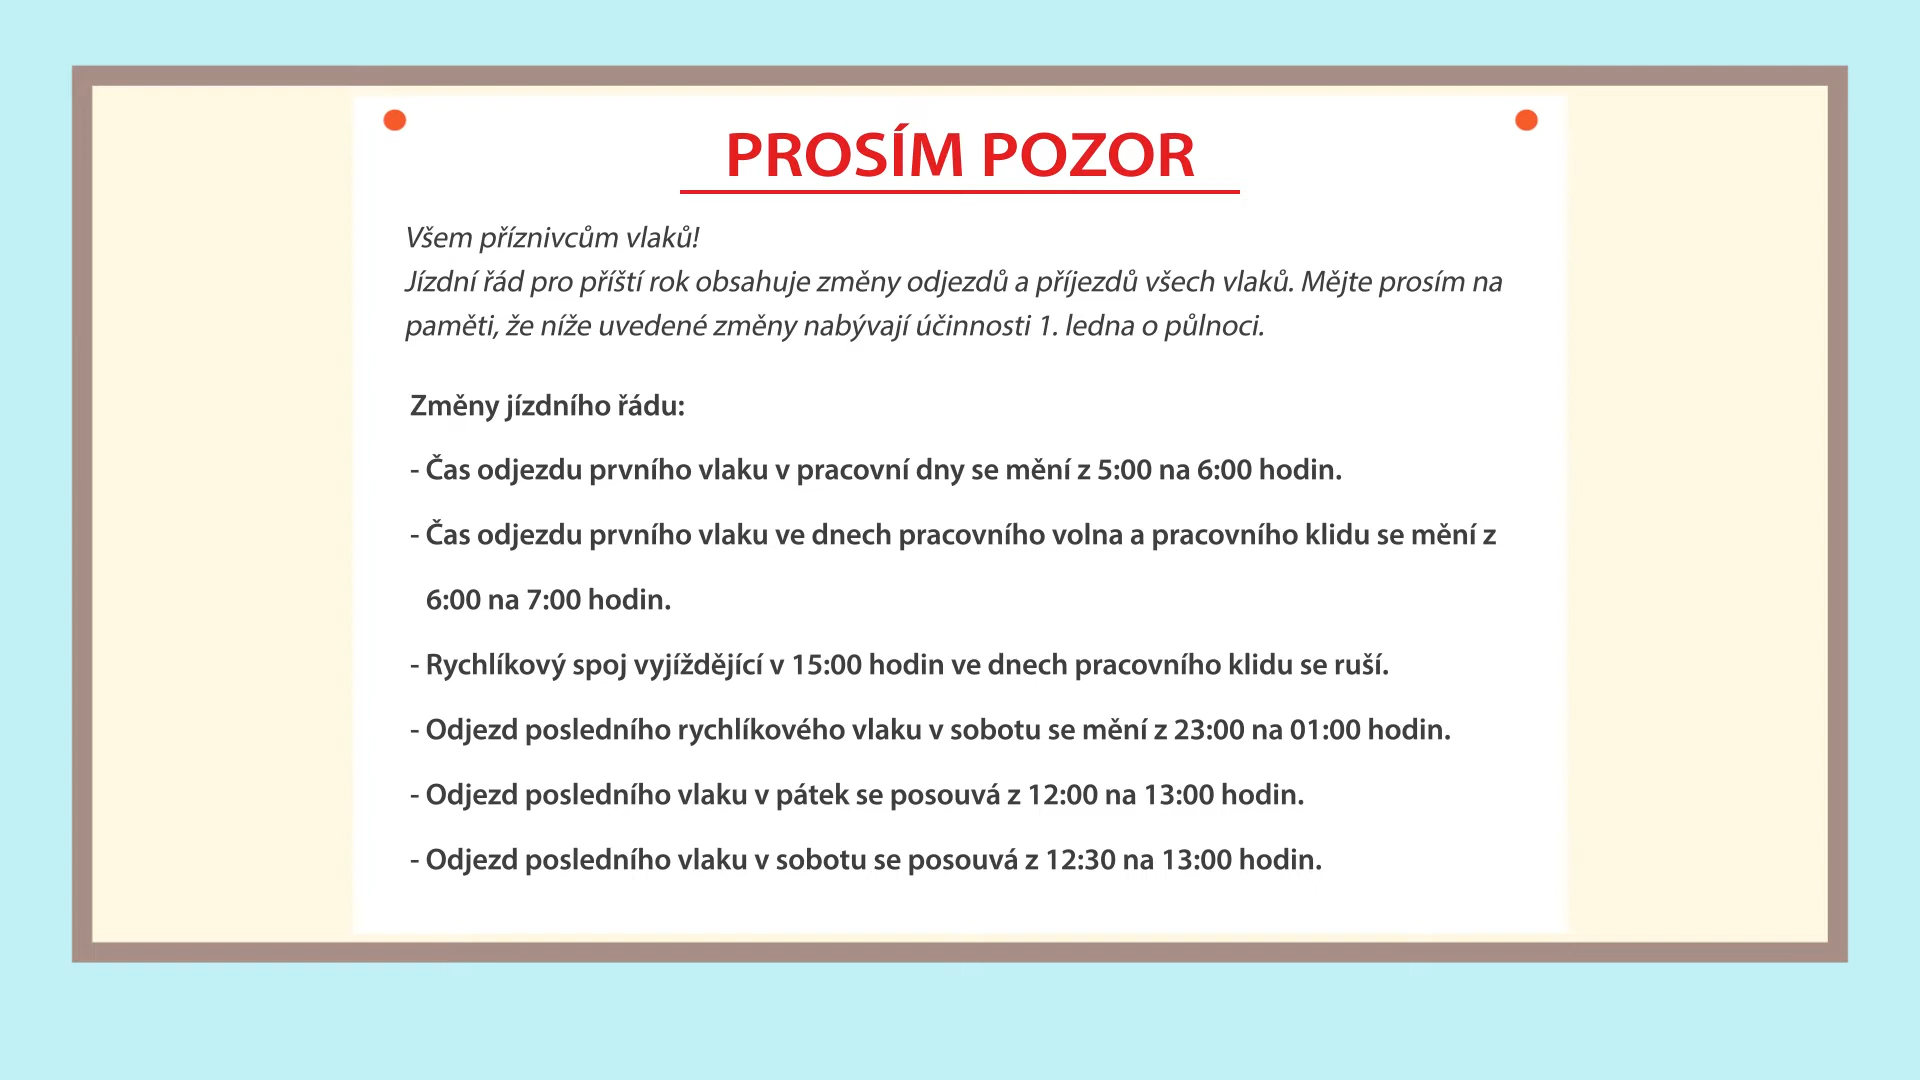 PROSÍM POZOR
Všem příznivcům vlaků!
Jízdní řád pro příští rok obsahuje změny odjezdů a příjezdů všech vlaků. Mějte prosím na
paměti, že níže uvedené změny nabývají účinnosti 1. ledna o půlnoci.
Změny jízdního řádu:
- Čas odjezdu prvního vlaku v pracovní dny se mění z 5:00 na 6:00 hodin.
- Čas odjezdu prvního vlaku ve dnech pracovního volna a pracovního klidu se mění z
6:00 na 7:00 hodin.
- Rychlíkový spoj vyjíždějící v 15:00 hodin ve dnech pracovního klidu se ruší.
- Odjezd posledního rychlíkového vlaku v sobotu se mění z 23:00 na 01:00 hodin.
- Odjezd posledního vlaku v pátek se posouvá z 12:00 na 13:00 hodin.
- Odjezd posledního vlaku v sobotu se posouvá z 12:30 na 13:00 hodin.